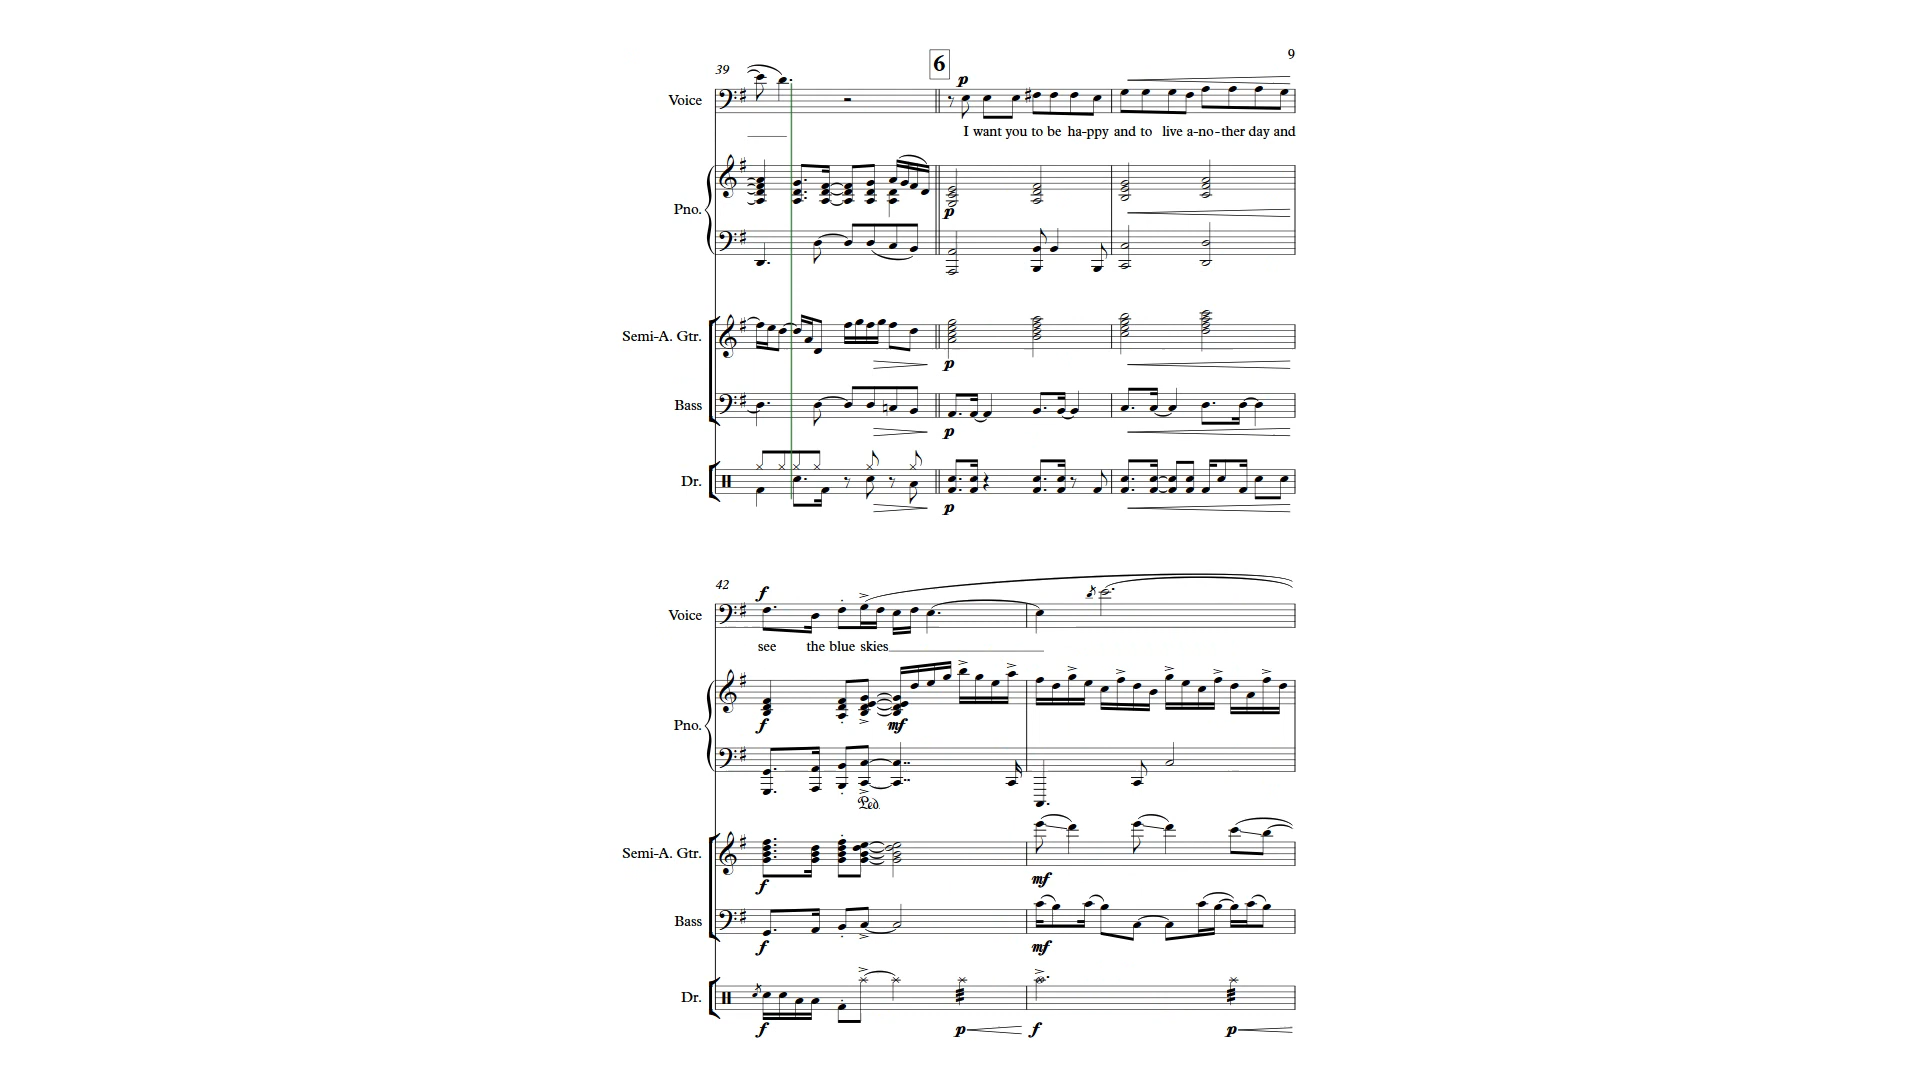 6
9
39
p
Voice
I want you to be ha-ppy and to live a-no-ther day and
Pno.
p
Semi-A. Gtr.
p
Bass
p
Dr.
p
42
f
Voice
see the blue skies
Pno.
f mf
Ped.
Semi-A. Gtr.
f mf
Bass
f mf
Dr.
f p f p